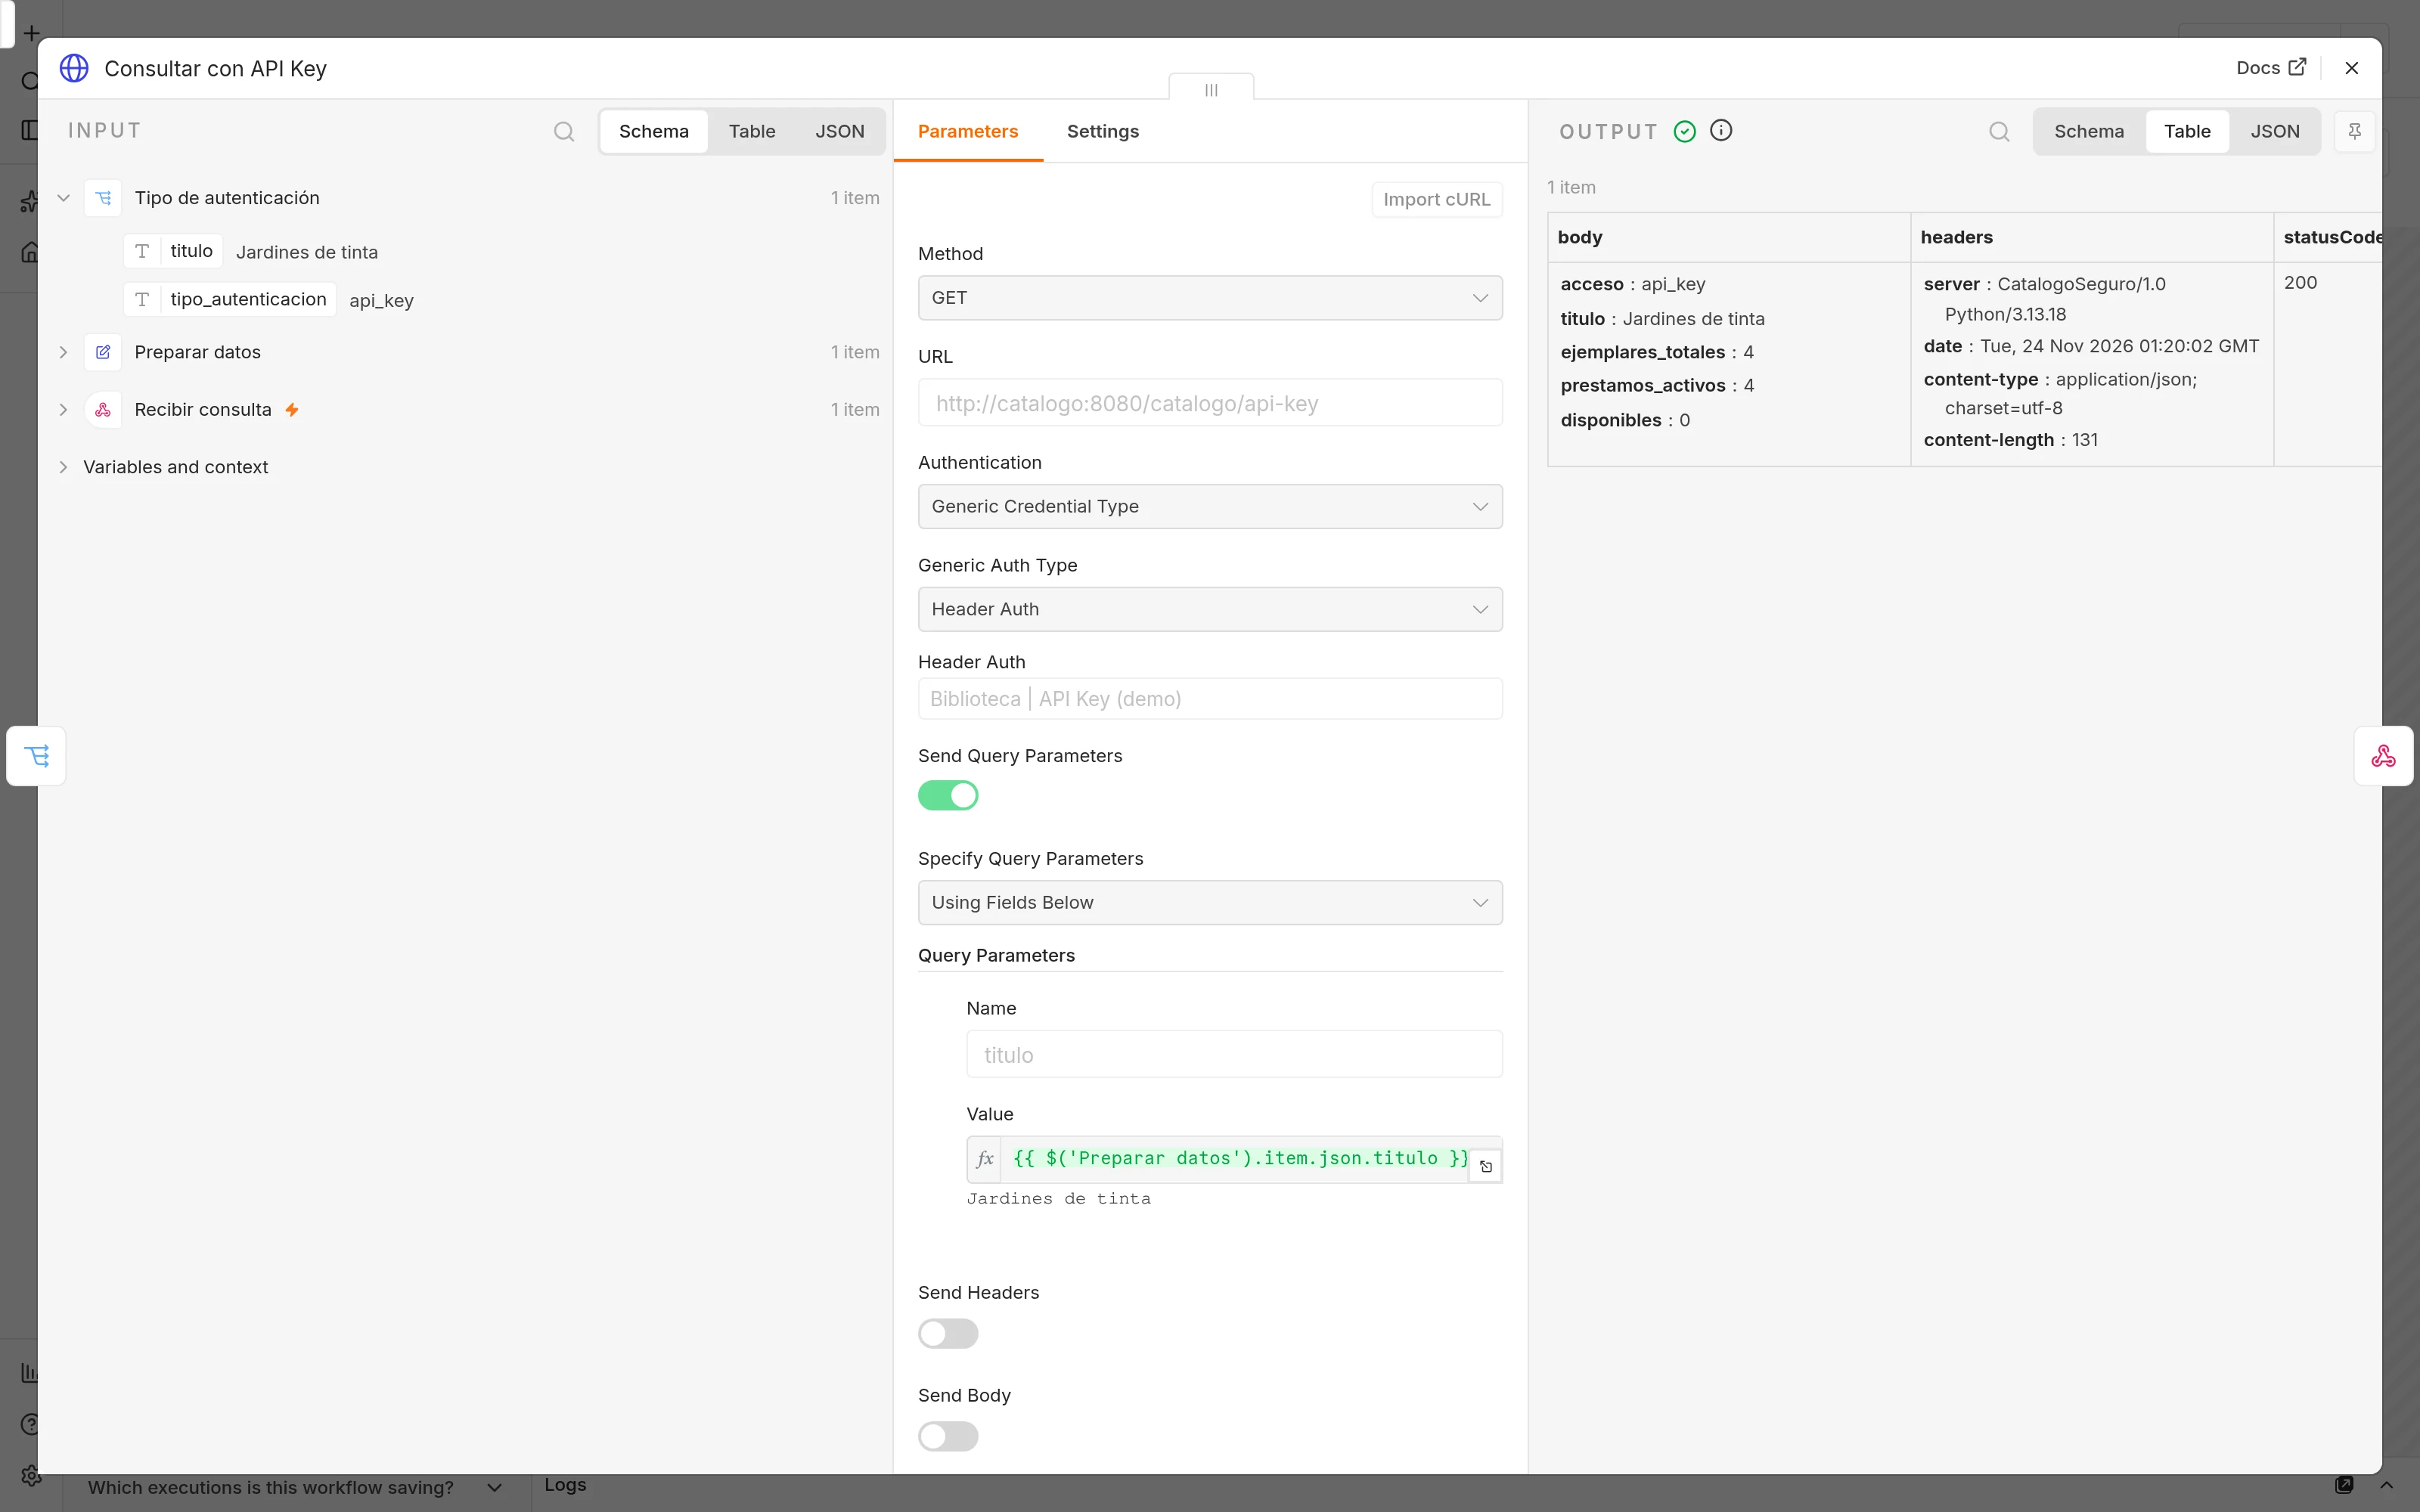 Consultar con API Key
Docs
INPUT
Schema
Table
JSON
Tipo de autenticación
1 item
T titulo Jardines de tinta
T tipo_autenticacion api_key
Preparar datos
1 item
Recibir consulta
1 item
Variables and context
Parameters
Settings
Import cURL
Method
GET
URL
http://catalogo:8080/catalogo/api-key
Authentication
Generic Credential Type
Generic Auth Type
Header Auth
Header Auth
Biblioteca | API Key (demo)
Send Query Parameters
Specify Query Parameters
Using Fields Below
Query Parameters
Name
titulo
Value
fx {{ $('Preparar datos').item.json.titulo }}
Jardines de tinta
Send Headers
Send Body
OUTPUT
Schema
Table
JSON
1 item
body
headers
statusCode
acceso : api_key
titulo : Jardines de tinta
ejemplares_totales : 4
prestamos_activos : 4
disponibles : 0
server : CatalogoSeguro/1.0
Python/3.13.18
date : Tue, 24 Nov 2026 01:20:02 GMT
content-type : application/json;
charset=utf-8
content-length : 131
200
Which executions is this workflow saving?
Logs